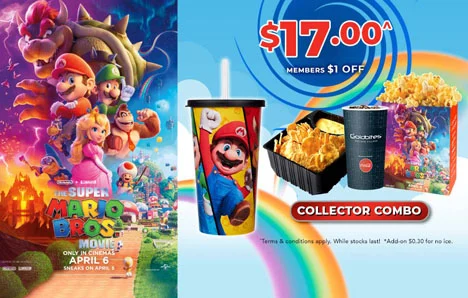 THE
SUPER
MARIO
BROS.
MOVIE
ONLY IN CINEMAS
APRIL 6
SNEAKS ON APRIL 5
$17.00^
MEMBERS $1 OFF
Goldbites
COLLECTOR COMBO
Terms & conditions apply. While stocks last! ^Add-on $0.30 for no ice.